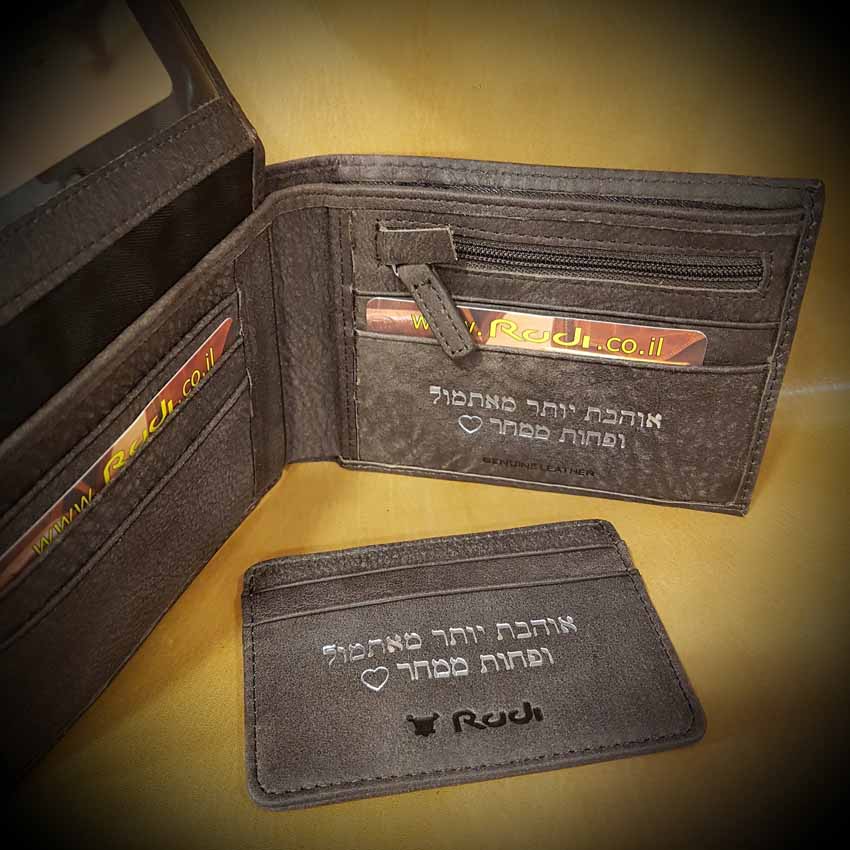 www.Rudi.co.il
www.Rudi.co.il
אוהבת יותר מאתמול
ופחות ממחר ♡
GENUINE LEATHER
אוהבת יותר מאתמול
ופחות ממחר ♡
Rudi